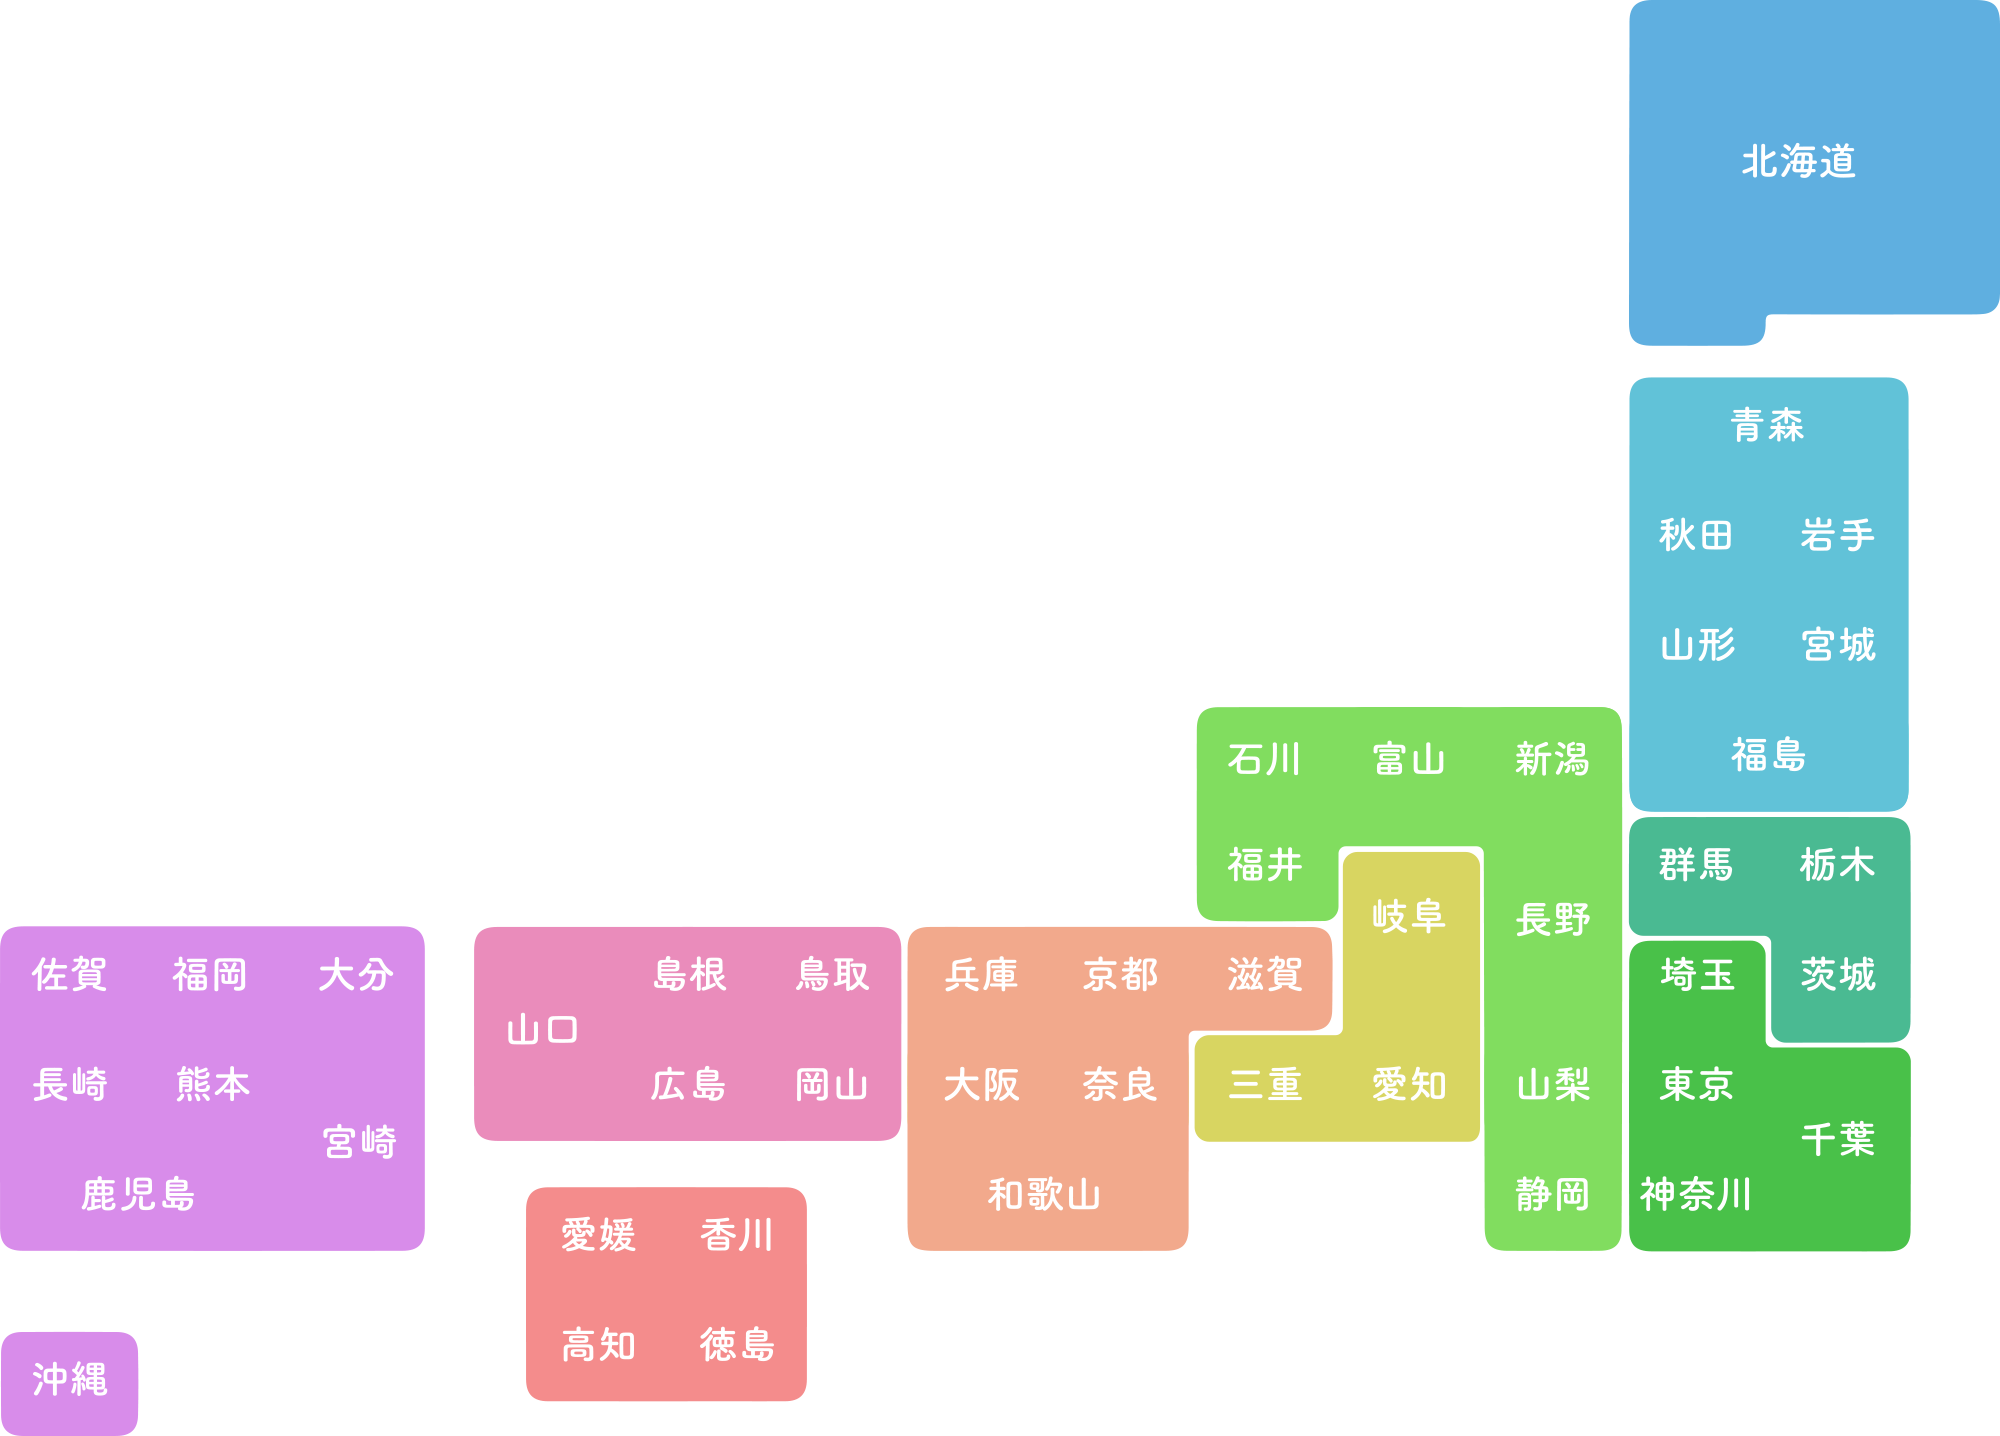 北海道
青森
秋田
岩手
山形
宮城
福島
石川
富山
新潟
福井
長野
山梨
静岡
群馬
栃木
茨城
埼玉
東京
千葉
神奈川
岐阜
三重
愛知
兵庫
京都
滋賀
大阪
奈良
和歌山
島根
鳥取
山口
広島
岡山
愛媛
香川
高知
徳島
佐賀
福岡
大分
長崎
熊本
宮崎
鹿児島
沖縄